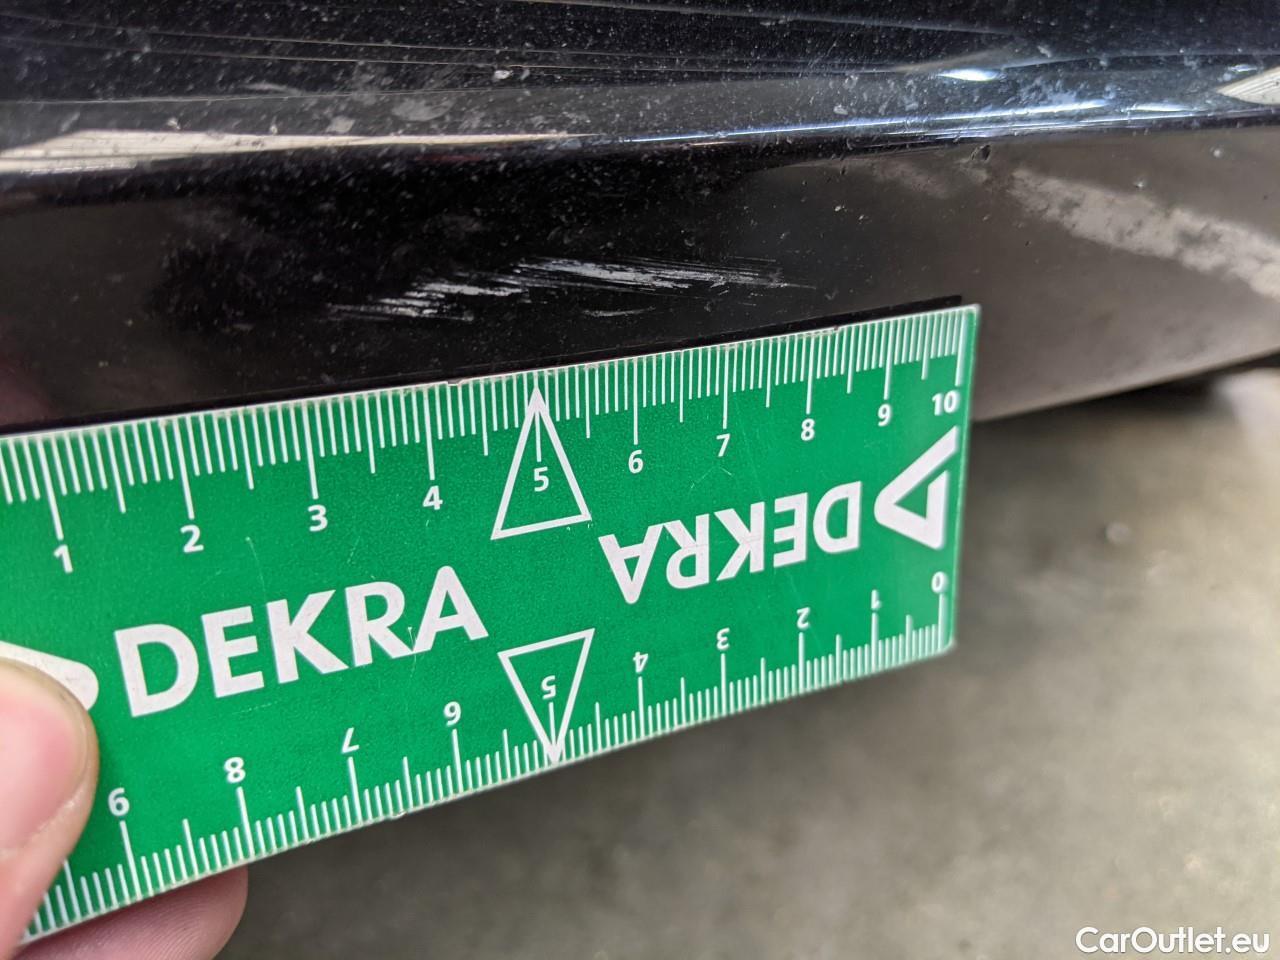 1 2 3 4 5 6 7 8 9 10
DEKRA
DEKRA
9 8 7 6 5 4 3 2 1 0
CarOutlet.eu